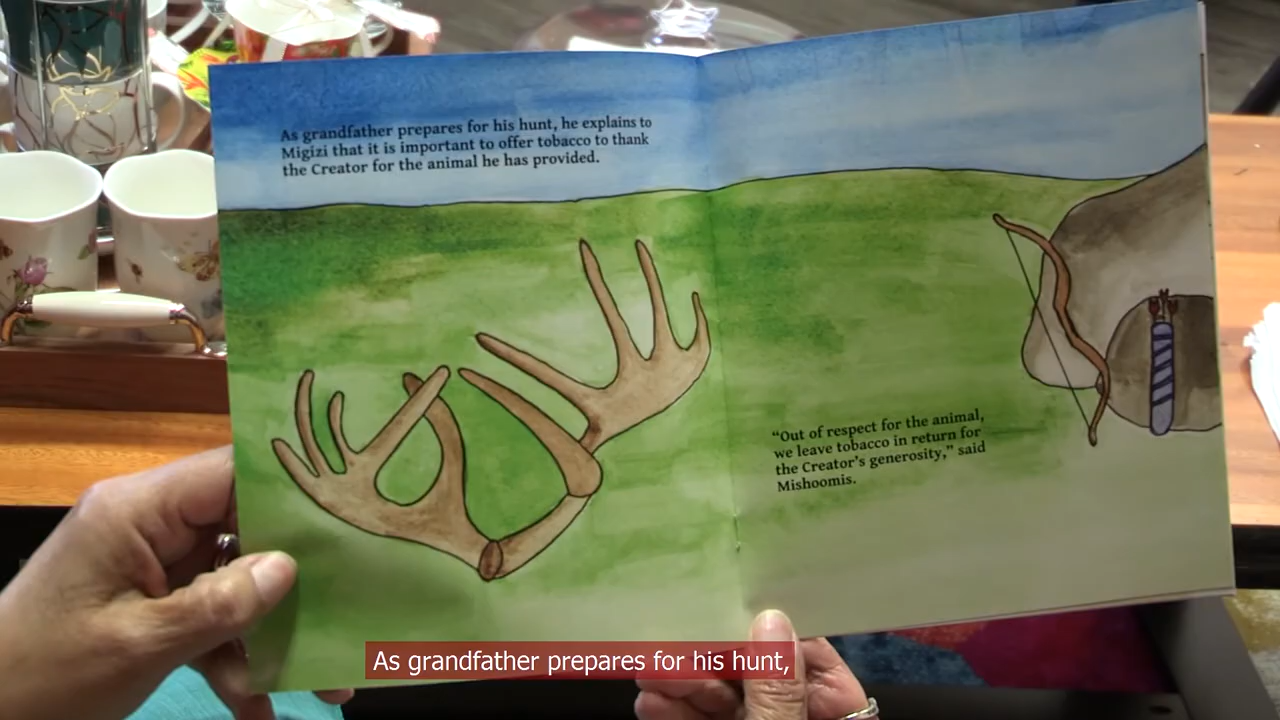 As grandfather prepares for his hunt, he explains to
Migizi that it is important to offer tobacco to thank
the Creator for the animal he has provided.
“Out of respect for the animal,
we leave tobacco in return for
the Creator’s generosity,” said
Mishoomis.
As grandfather prepares for his hunt,